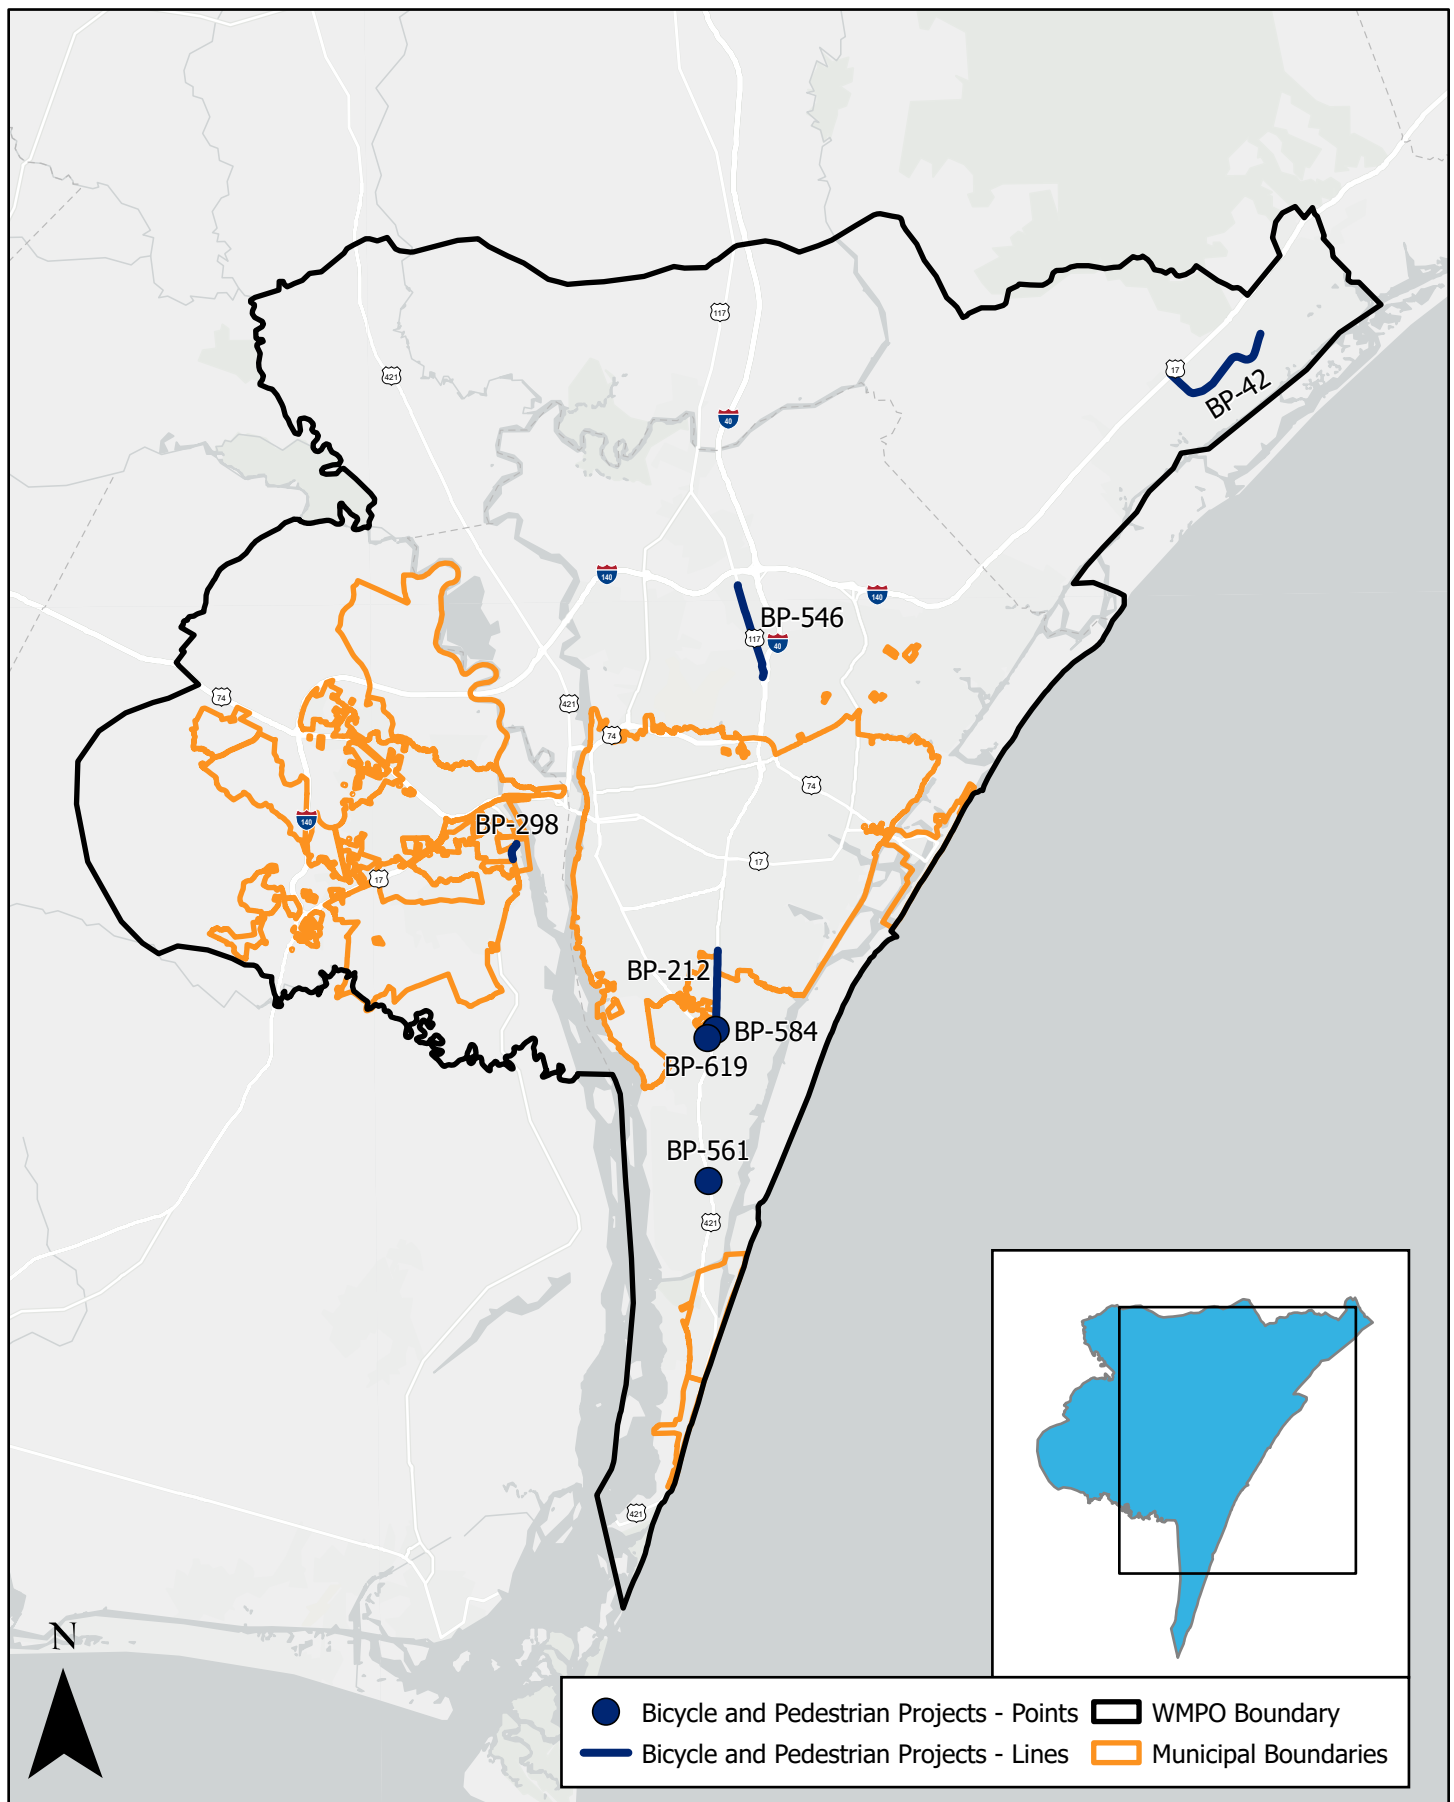 117
421
17
BP-42
40
140
140
BP-546
117
40
74
421
74
74
140
BP-298
17
17
BP-212
BP-584
BP-619
BP-561
421
421
N
Bicycle and Pedestrian Projects - Points
WMPO Boundary
Bicycle and Pedestrian Projects - Lines
Municipal Boundaries